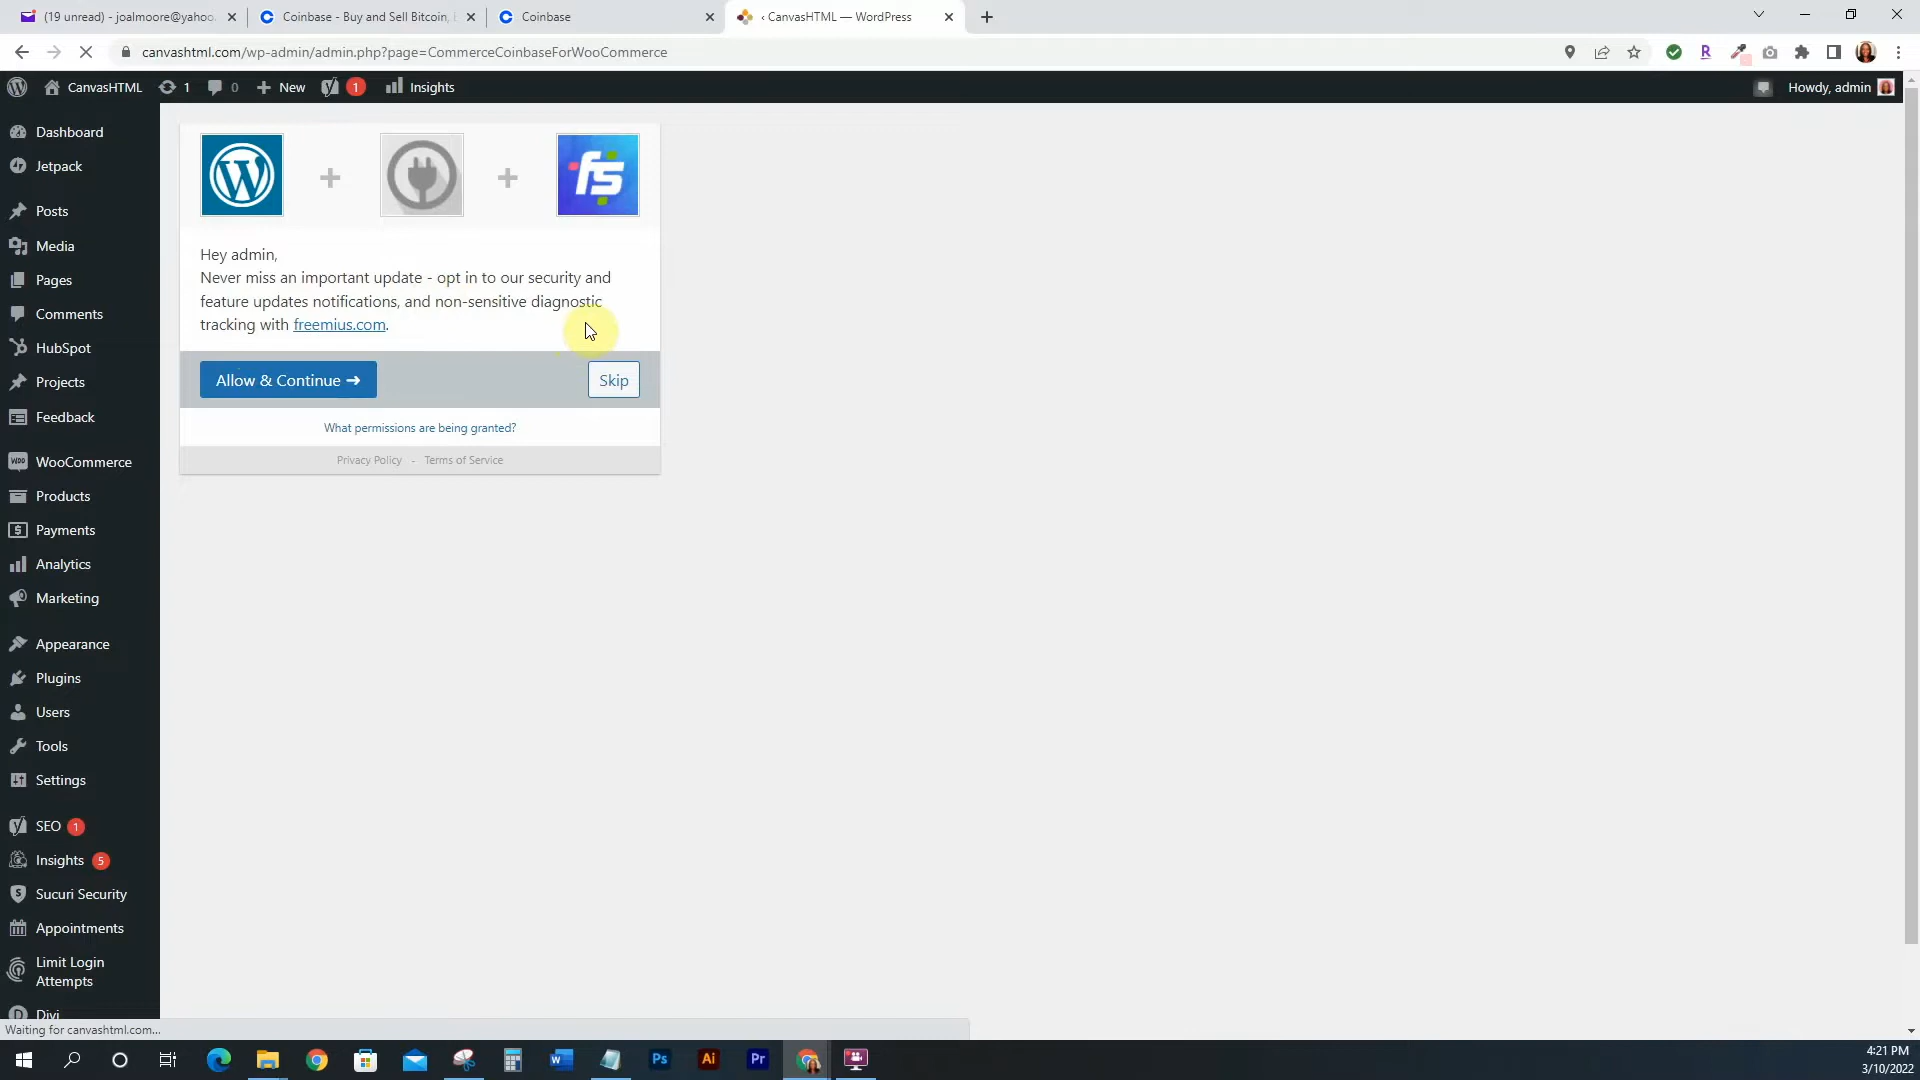 (19 unread) - joalmoore@yahoo.
Coinbase - Buy and Sell Bitcoin,
Coinbase
‹ CanvasHTML — WordPress
canvashtml.com/wp-admin/admin.php?page=CommerceCoinbaseForWooCommerce
R
CanvasHTML
1
0
New
1
Insights
Howdy, admin
Dashboard
Jetpack
Posts
Media
Pages
Comments
HubSpot
Projects
Feedback
WooCommerce
Products
Payments
Analytics
Marketing
Appearance
Plugins
Users
Tools
Settings
SEO 1
Insights 5
Sucuri Security
Appointments
Limit Login
Attempts
Divi
fs
Hey admin,
Never miss an important update - opt in to our security and
feature updates notifications, and non-sensitive diagnostic
tracking with freemius.com.
Allow & Continue ➜
Skip
What permissions are being granted?
Privacy Policy - Terms of Service
Waiting for canvashtml.com...
Ps
Ai
Pr
4:21 PM
3/10/2022